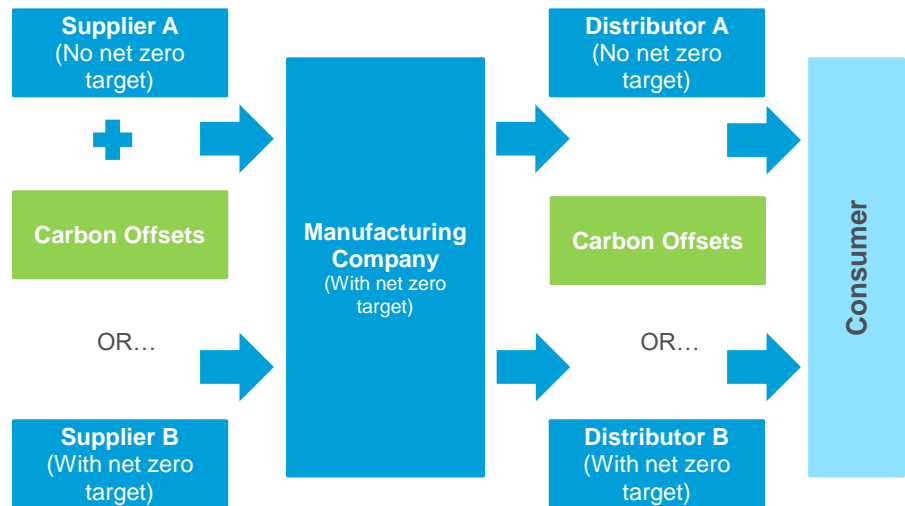 Supplier A
(No net zero
target)
Carbon Offsets
OR…
Supplier B
(With net zero
target)
Manufacturing
Company
(With net zero
target)
Distributor A
(No net zero
target)
Carbon Offsets
OR…
Distributor B
(With net zero
target)
Consumer